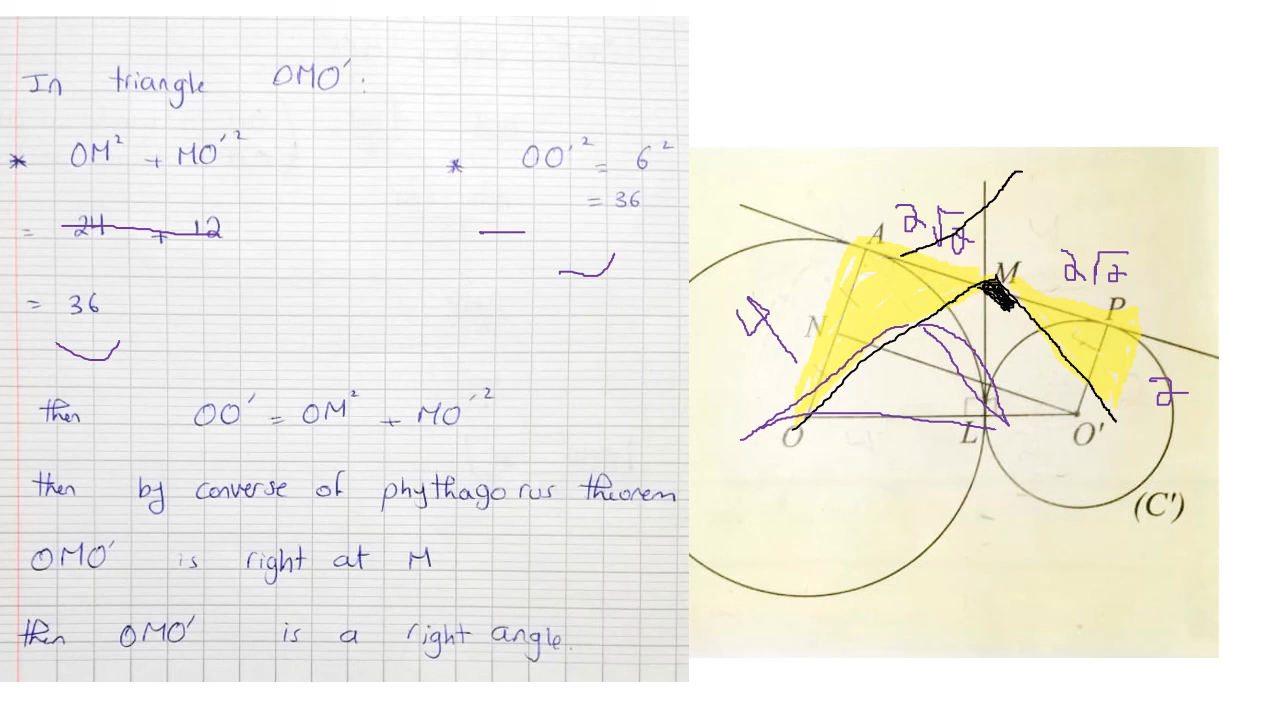 In triangle OMO':
* OM² + MO'²
= 24 + 12
= 36
* OO'² = 6²
= 36
then OO' = OM² + MO'²
then by converse of phythagorus theorem
OMO' is right at M
then OMO' is a right angle.
2√2
A
M
2√2
P
4
N
2
O
L
O'
(C')